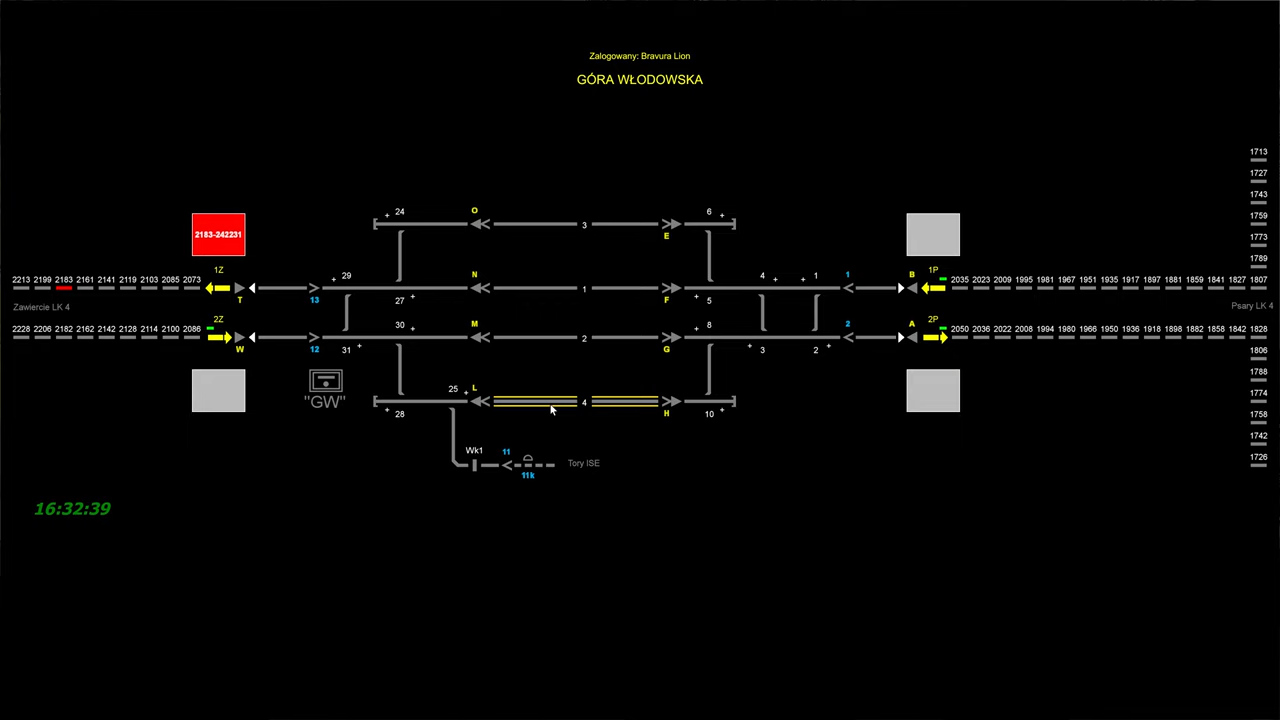 Zalogowany: Bravura Lion
GÓRA WŁODOWSKA
1713
1727
1743
1759
1773
1789
24 O 3 E 6
2183-242231
2213 2199 2183 2161 2141 2119 2103 2085 2073 1Z T 13 29 27 N 1 F 5 4 1 1 B 1P 2035 2023 2009 1995 1981 1967 1951 1935 1917 1897 1881 1859 1841 1827 1807
Zawiercie LK 4
Psary LK 4
2228 2206 2182 2162 2142 2128 2114 2100 2086 2Z W 12 31 30 M 2 G 8 3 2 2 A 2P 2050 2036 2022 2008 1994 1980 1966 1950 1936 1918 1898 1882 1858 1842 1828
1806
1788
1774
1758
1742
1726
"GW"
28 25 L 4 H 10
Wk1 11 11k Tory ISE
16:32:39